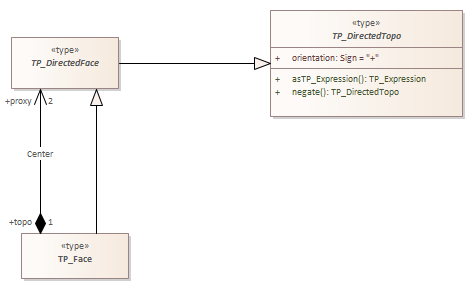 «type»
TP_DirectedTopo
+ orientation: Sign = "+"
+ asTP_Expression(): TP_Expression
+ negate(): TP_DirectedTopo
«type»
TP_DirectedFace
+proxy 2
Center
+topo 1
«type»
TP_Face